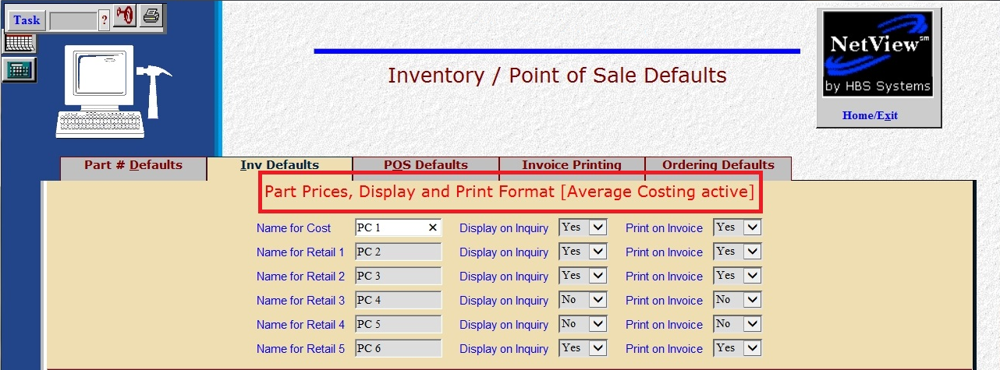 Task ?
NetView℠
by HBS Systems
Home/Exit
Inventory / Point of Sale Defaults
Part # Defaults Inv Defaults POS Defaults Invoice Printing Ordering Defaults
Part Prices, Display and Print Format [Average Costing active]
Name for Cost PC 1 × Display on Inquiry Yes Print on Invoice Yes
Name for Retail 1 PC 2 Display on Inquiry Yes Print on Invoice Yes
Name for Retail 2 PC 3 Display on Inquiry Yes Print on Invoice Yes
Name for Retail 3 PC 4 Display on Inquiry No Print on Invoice No
Name for Retail 4 PC 5 Display on Inquiry No Print on Invoice No
Name for Retail 5 PC 6 Display on Inquiry Yes Print on Invoice Yes